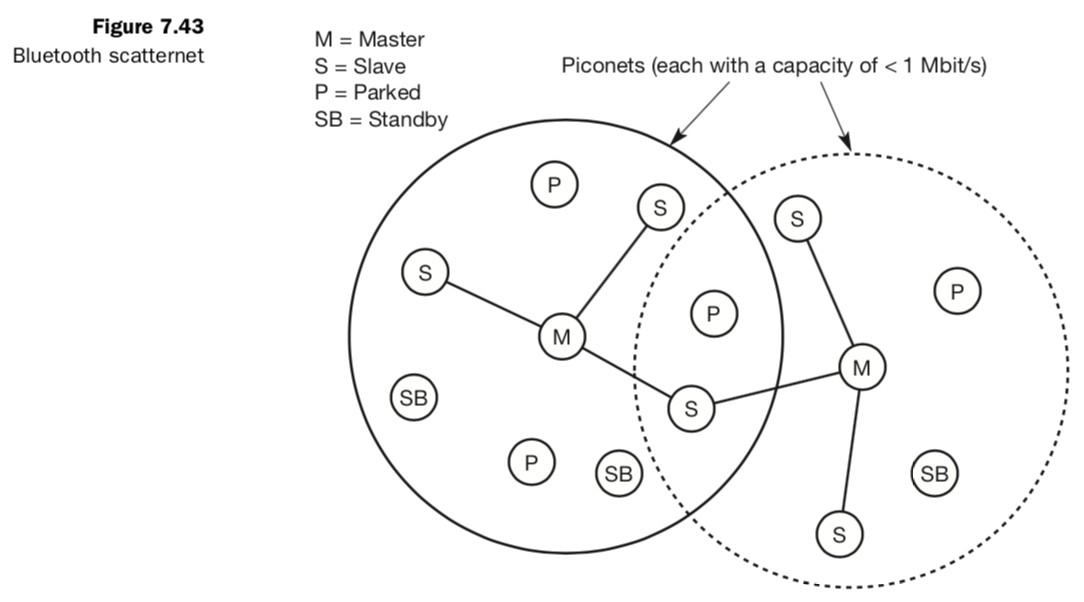 Figure 7.43
Bluetooth scatternet
M = Master
S = Slave
P = Parked
SB = Standby
Piconets (each with a capacity of < 1 Mbit/s)
P
S
S
S
P
P
M
M
SB
S
P
SB
SB
S